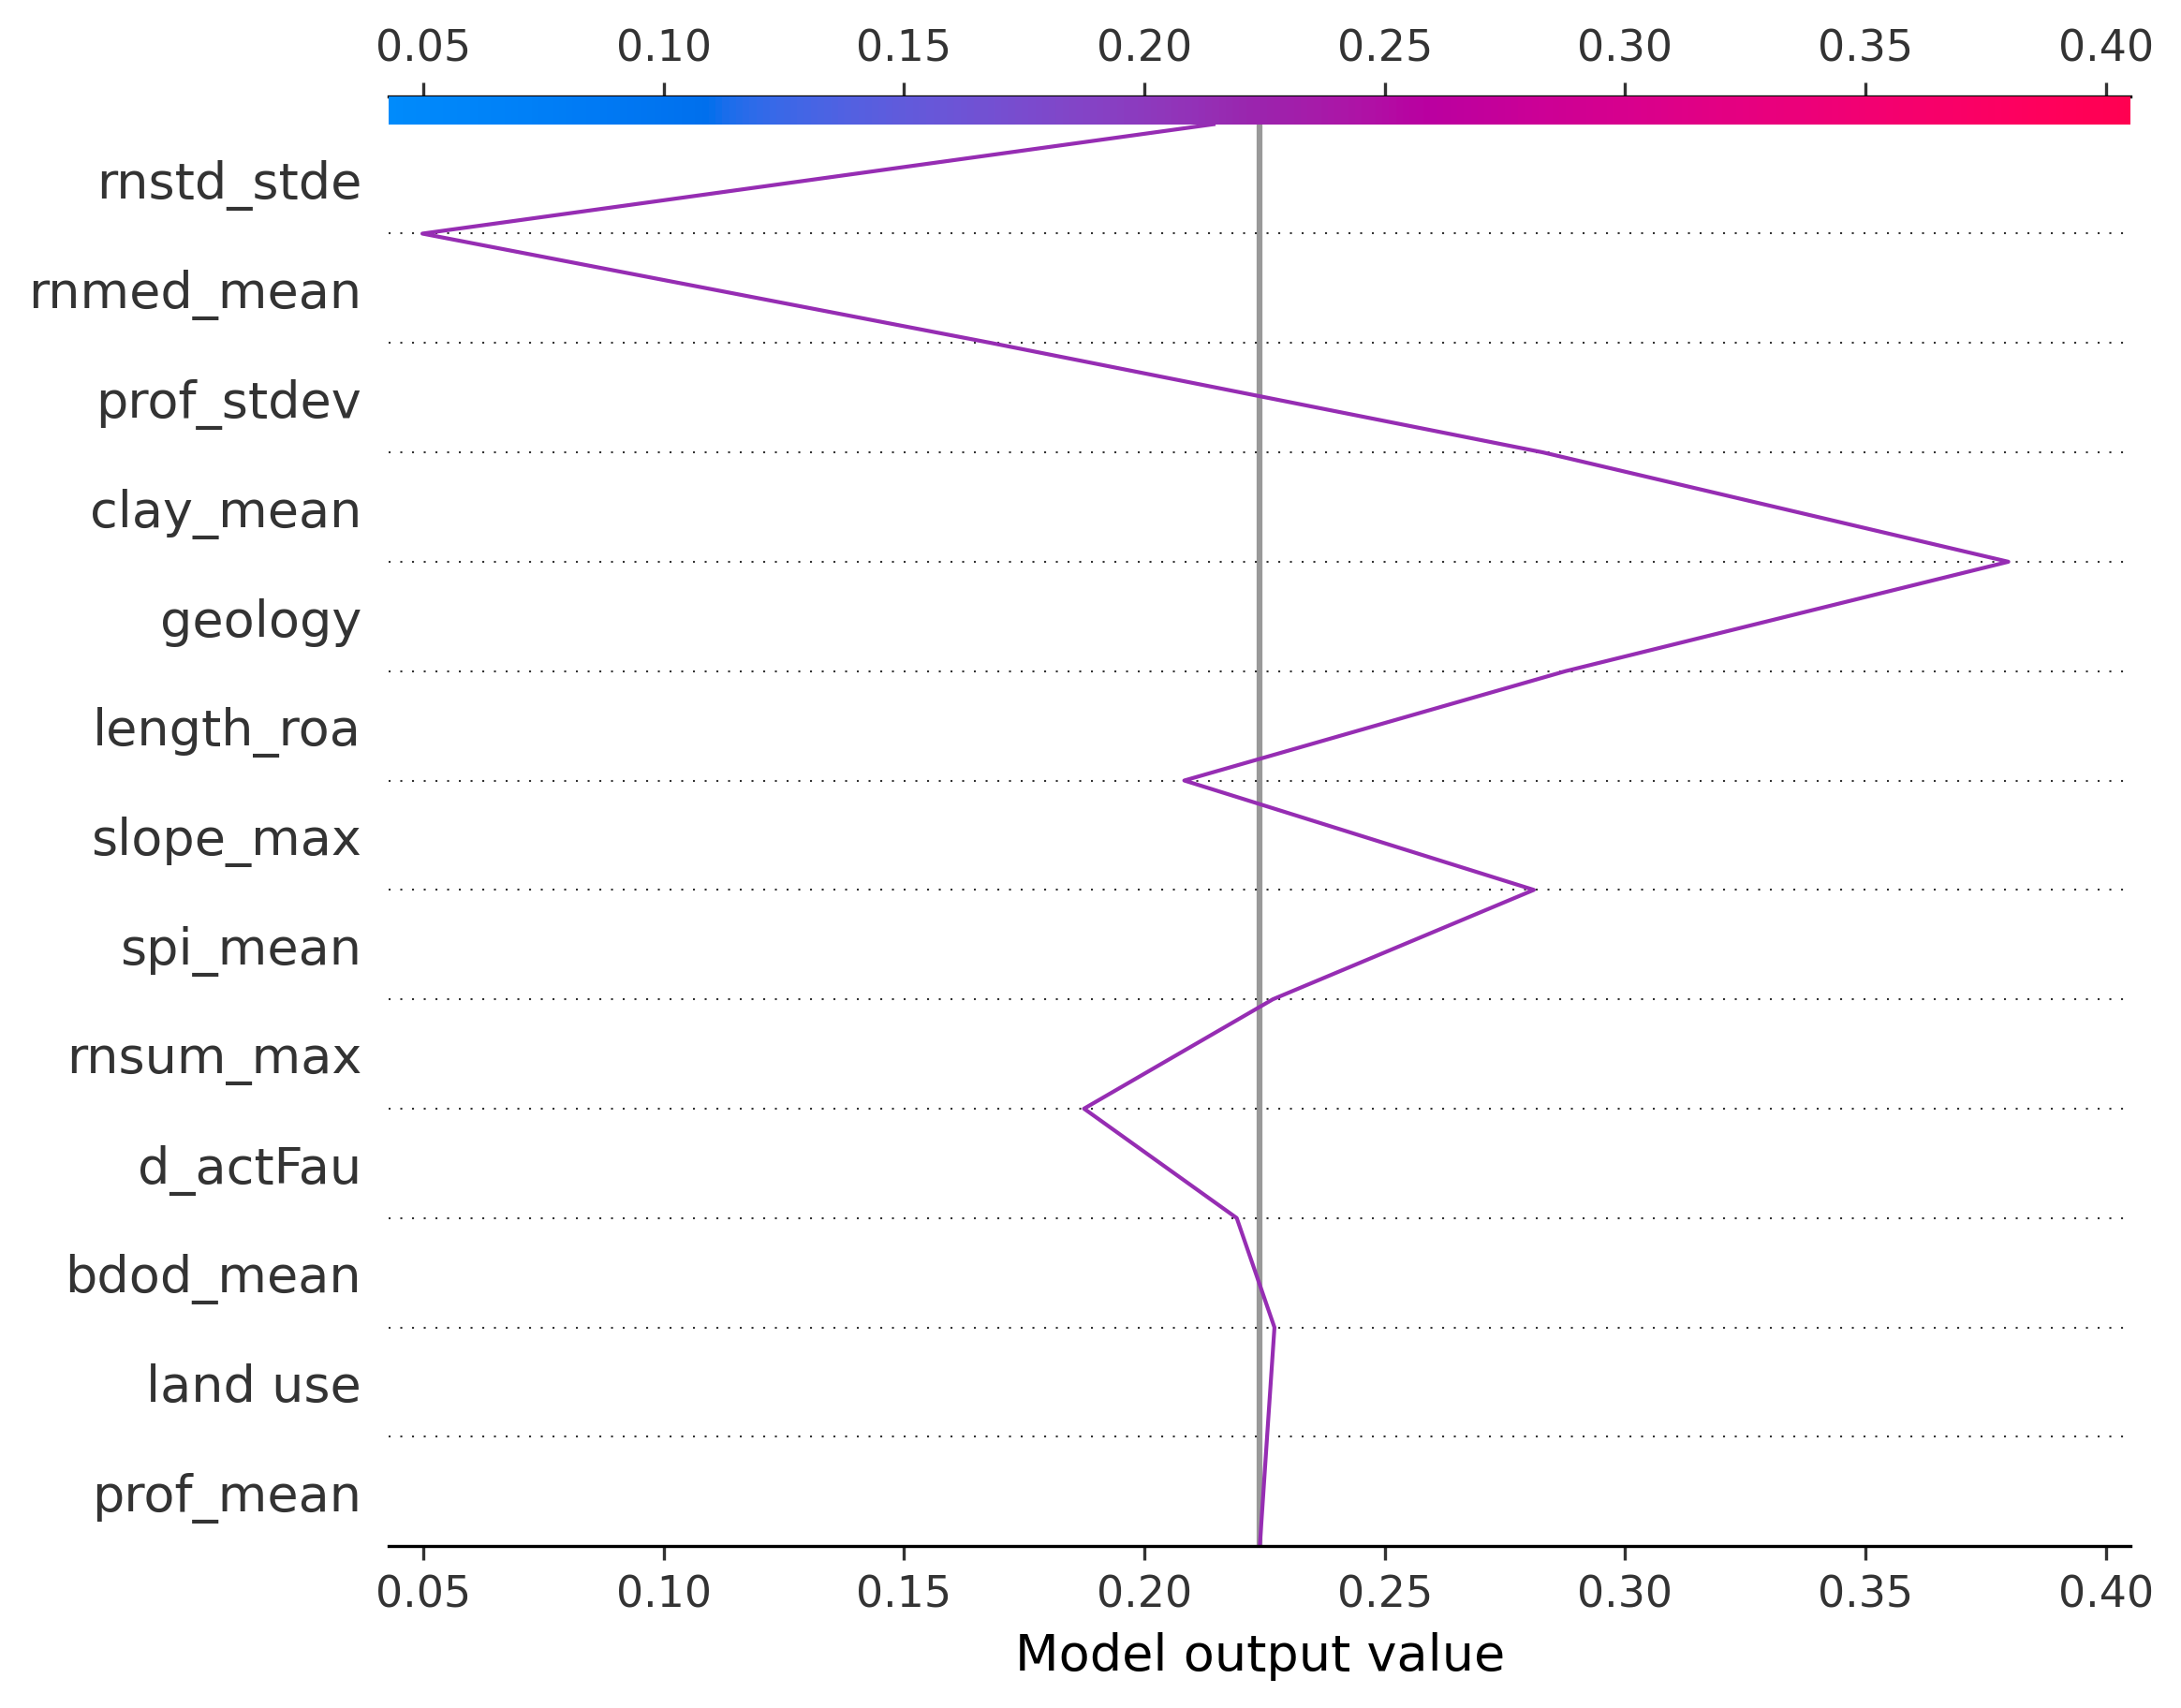 0.05 0.10 0.15 0.20 0.25 0.30 0.35 0.40
rnstd_stde
rnmed_mean
prof_stdev
clay_mean
geology
length_roa
slope_max
spi_mean
rnsum_max
d_actFau
bdod_mean
land use
prof_mean
0.05 0.10 0.15 0.20 0.25 0.30 0.35 0.40
Model output value